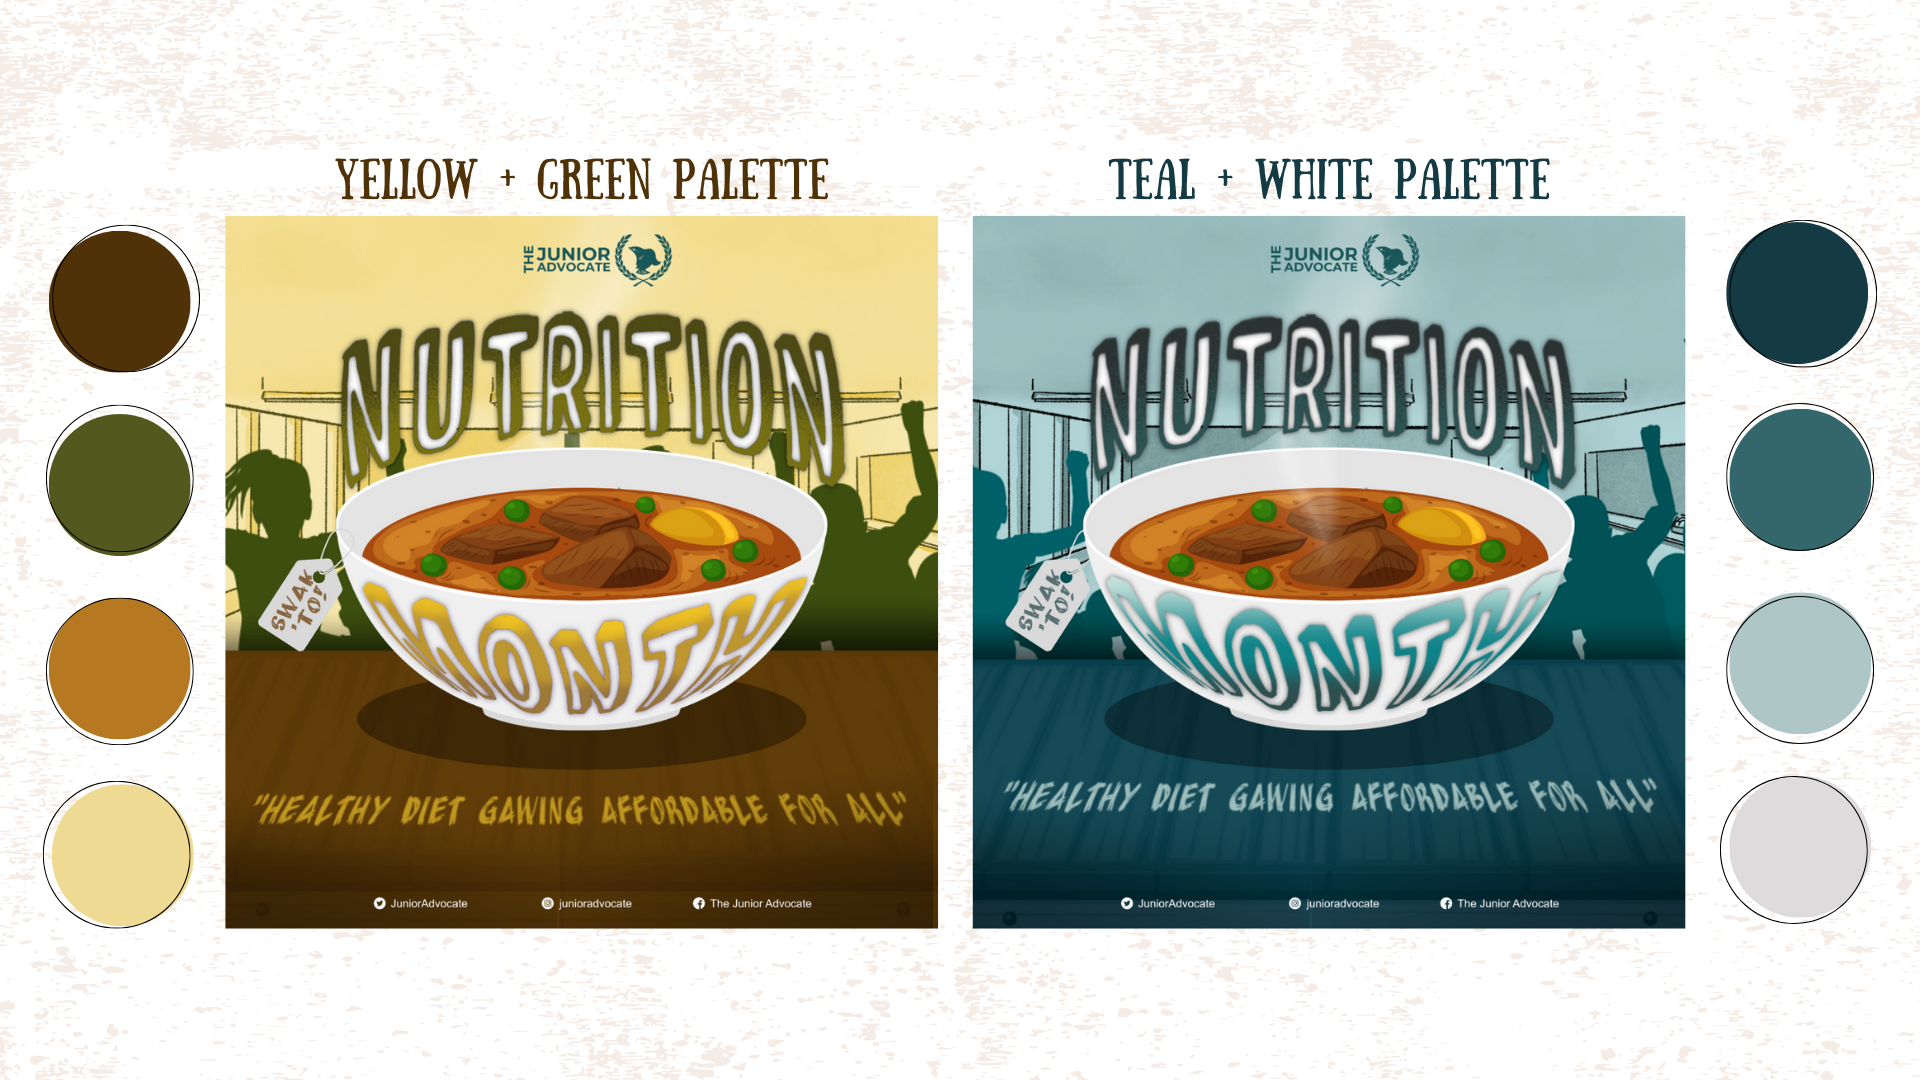 YELLOW + GREEN PALETTE
THE JUNIOR ADVOCATE
NUTRITION
SWAK 'TO!
MONTH
"HEALTHY DIET GAWING AFFORDABLE FOR ALL"
JuniorAdvocate
junioradvocate
The Junior Advocate
TEAL + WHITE PALETTE
THE JUNIOR ADVOCATE
NUTRITION
SWAK 'TO!
MONTH
"HEALTHY DIET GAWING AFFORDABLE FOR ALL"
JuniorAdvocate
junioradvocate
The Junior Advocate